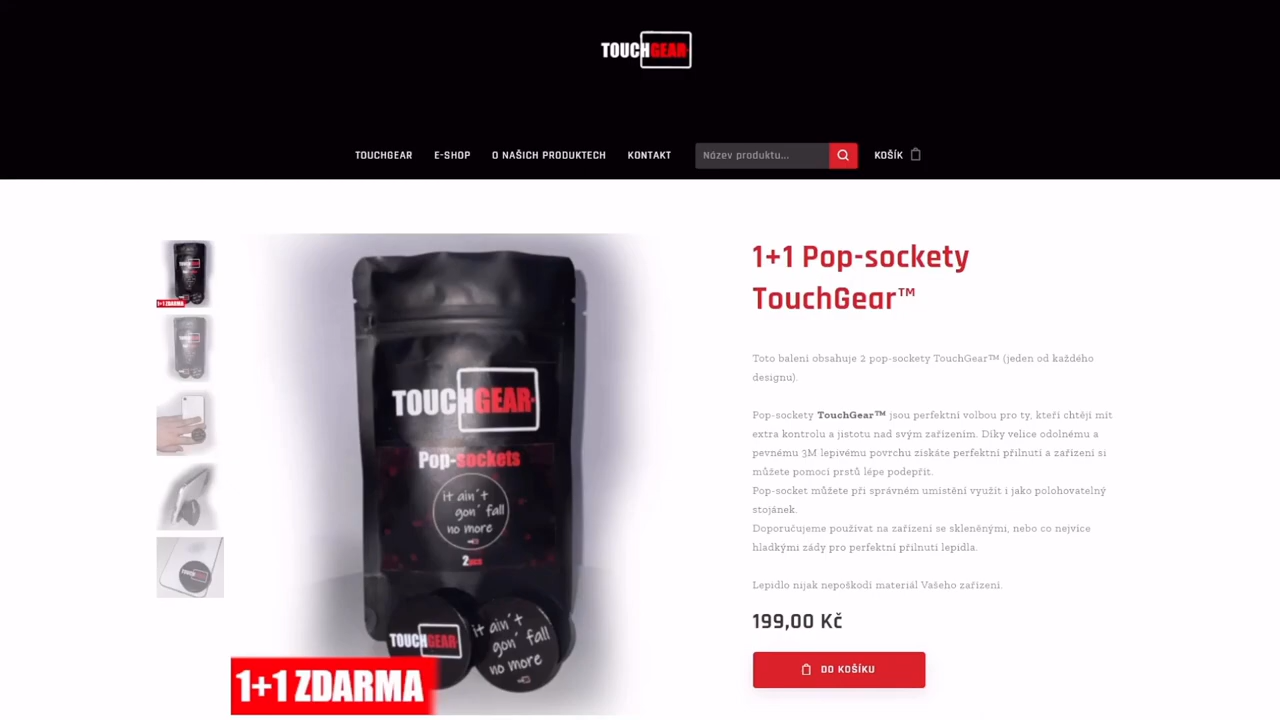 TOUCHGEAR
TOUCHGEAR
E-SHOP
O NAŠICH PRODUKTECH
KONTAKT
Název produktu...
KOŠÍK
TOUCHGEAR
1+1 ZDARMA
TOUCHGEAR
Pop-sockets
it ain´t
gon´ fall
no more
2pcs
TOUCHGEAR
it ain´t
gon´ fall
no more
1+1 ZDARMA
1+1 Pop-sockety
TouchGear™
Toto balení obsahuje 2 pop-sockety TouchGear™ (jeden od každého
designu).
Pop-sockety TouchGear™ jsou perfektní volbou pro ty, kteří chtějí mít
extra kontrolu a jistotu nad svým zařízením. Díky velice odolnému a
pevnému 3M lepivému povrchu získáte perfektní přilnutí a zařízení si
můžete pomocí prstů lépe podepřít.
Pop-socket můžete při správném umístění využít i jako polohovatelný
stojánek.
Doporučujeme používat na zařízení se skleněnými, nebo co nejvíce
hladkými zády pro perfektní přilnutí lepidla.
Lepidlo nijak nepoškodí materiál Vašeho zařízení.
199,00 Kč
DO KOŠÍKU